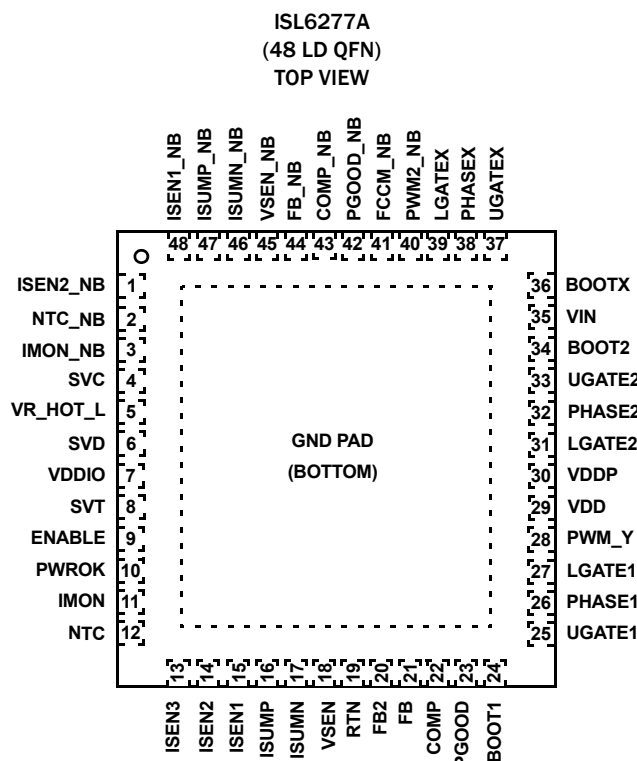 ISL6277A
(48 LD QFN)
TOP VIEW
ISEN1_NB
ISUMP_NB
ISUMN_NB
VSEN_NB
FB_NB
COMP_NB
PGOOD_NB
FCCM_NB
PWM2_NB
LGATEX
PHASEX
UGATEX
48 47 46 45 44 43 42 41 40 39 38 37
ISEN2_NB 1
NTC_NB 2
IMON_NB 3
SVC 4
VR_HOT_L 5
SVD 6
VDDIO 7
SVT 8
ENABLE 9
PWROK 10
IMON 11
NTC 12
GND PAD
(BOTTOM)
36 BOOTX
35 VIN
34 BOOT2
33 UGATE2
32 PHASE2
31 LGATE2
30 VDDP
29 VDD
28 PWM_Y
27 LGATE1
26 PHASE1
25 UGATE1
13 14 15 16 17 18 19 20 21 22 23 24
ISEN3
ISEN2
ISEN1
ISUMP
ISUMN
VSEN
RTN
FB2
FB
COMP
PGOOD
BOOT1